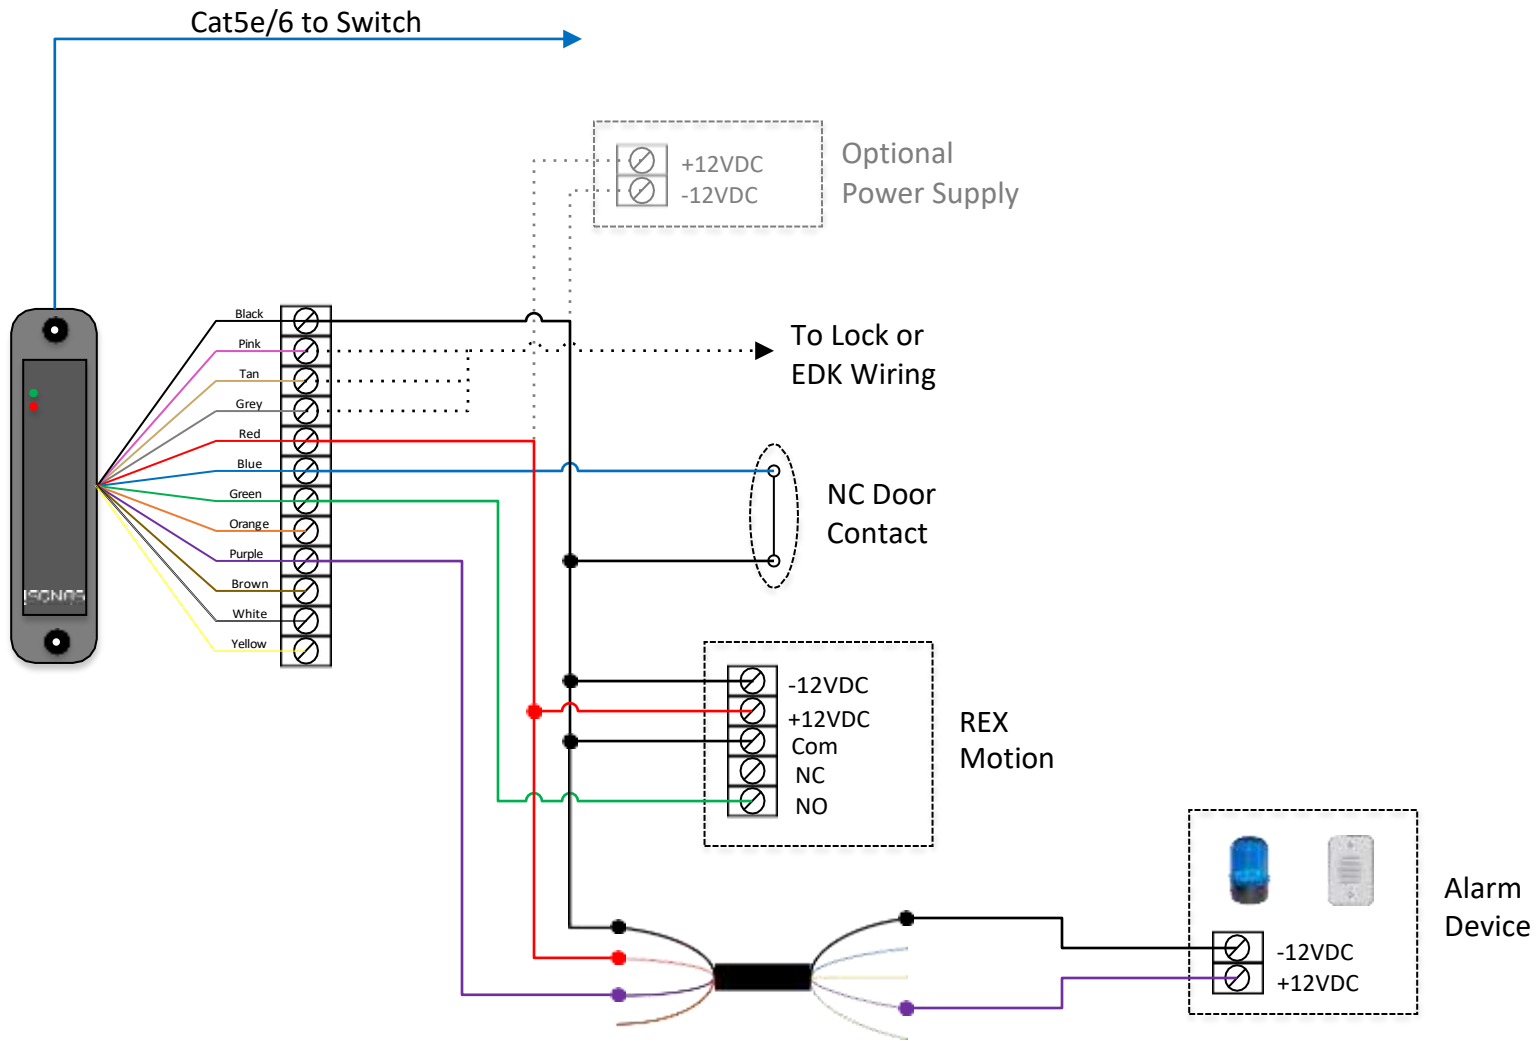 Cat5e/6 to Switch
+12VDC
-12VDC
Optional
Power Supply
Black
Pink
Tan
Grey
Red
Blue
Green
Orange
Purple
Brown
White
Yellow
ISONAS
To Lock or
EDK Wiring
NC Door
Contact
-12VDC
+12VDC
Com
NC
NO
REX
Motion
-12VDC
+12VDC
Alarm
Device